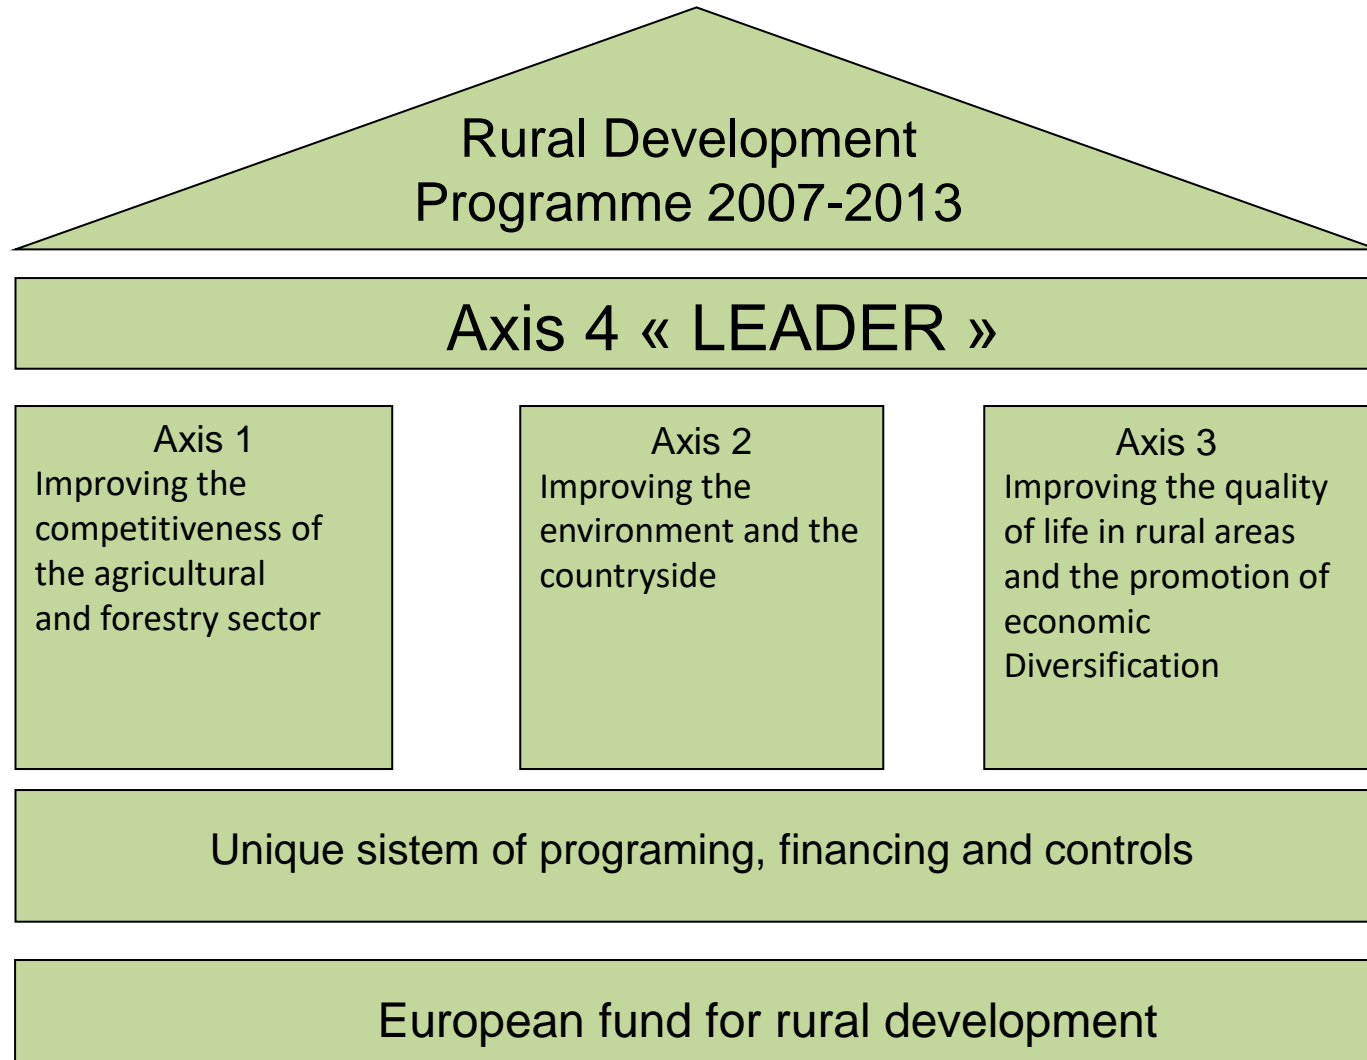 Rural Development
Programme 2007-2013
Axis 4 « LEADER »
Axis 1
Improving the
competitiveness of
the agricultural
and forestry sector
Axis 2
Improving the
environment and the
countryside
Axis 3
Improving the quality
of life in rural areas
and the promotion of
economic
Diversification
Unique sistem of programing, financing and controls
European fund for rural development